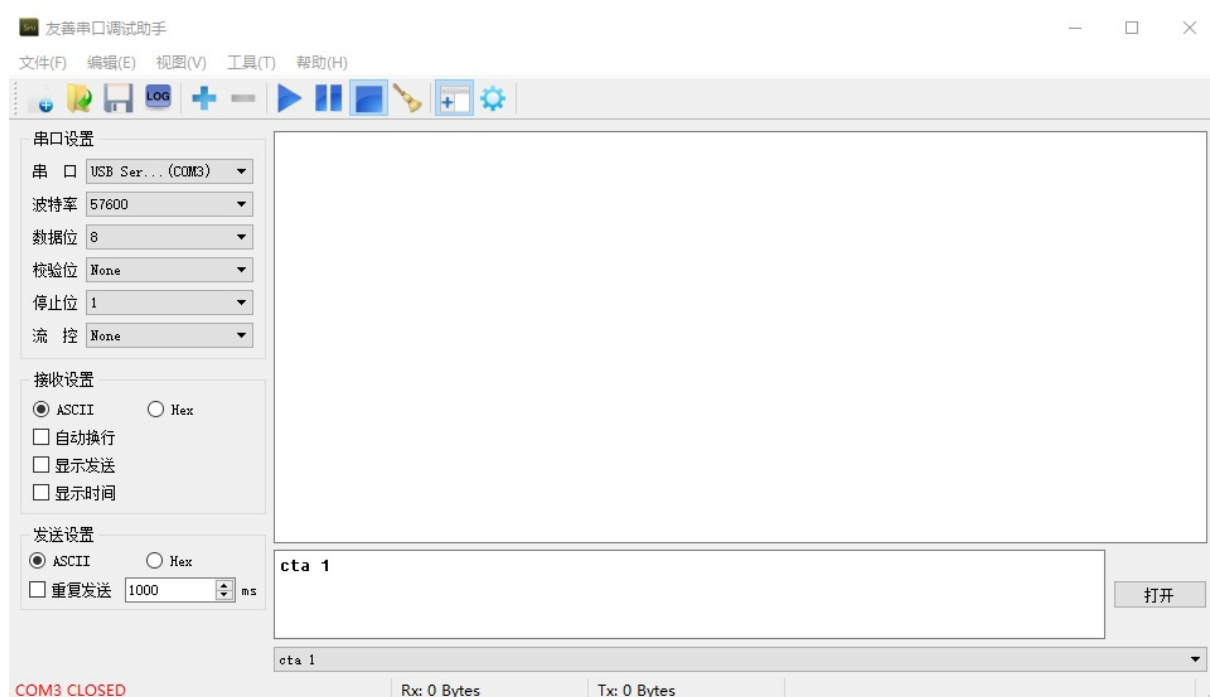 友善串口调试助手
文件(F) 编辑(E) 视图(V) 工具(T) 帮助(H)
LOG
串口设置
串 口 USB Ser...(COM3)
波特率 57600
数据位 8
校验位 None
停止位 1
流 控 None
接收设置
ASCII Hex
自动换行
显示发送
显示时间
发送设置
ASCII Hex
重复发送 1000 ms
cta 1
打开
cta 1
COM3 CLOSED Rx: 0 Bytes Tx: 0 Bytes